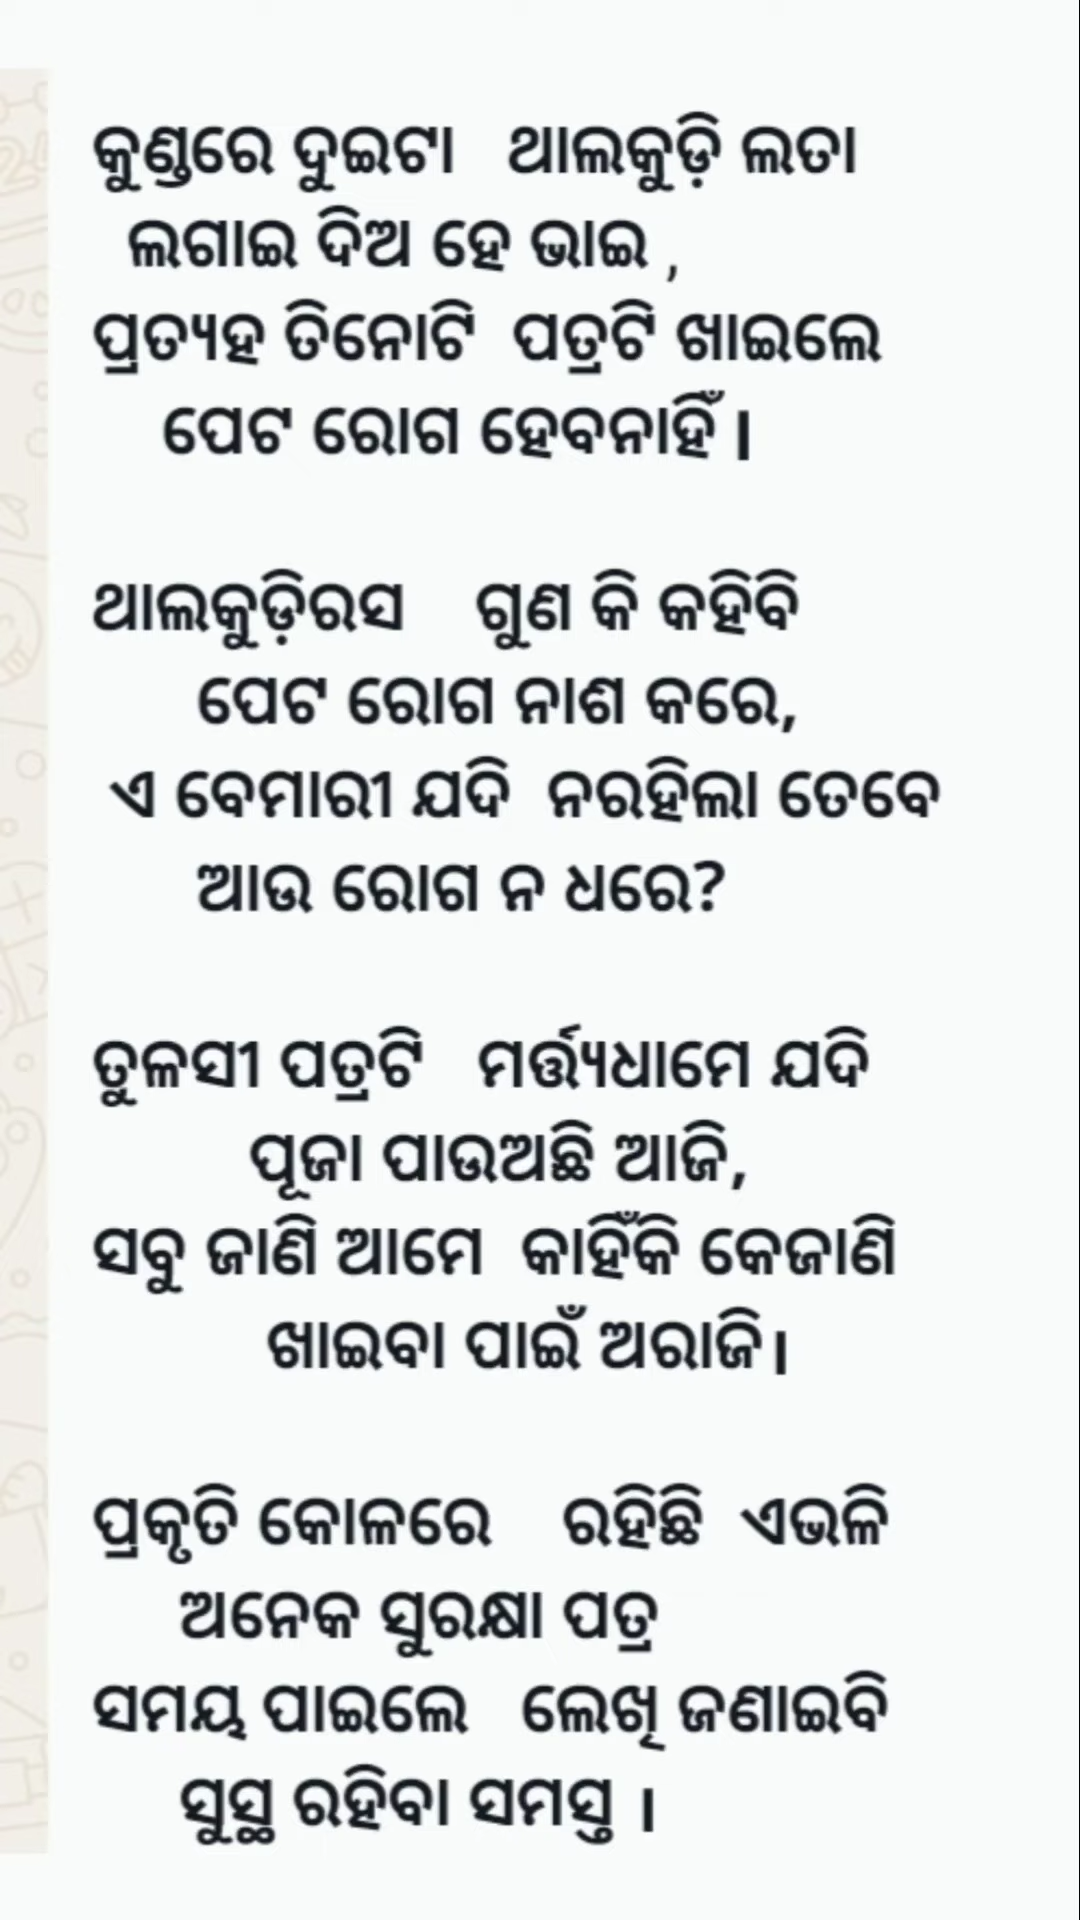 କୁଣ୍ଡରେ ଦୁଇଟା ଥାଲକୁଡ଼ି ଲତା
ଲଗାଇ ଦିଅ ହେ ଭାଇ ,
ପ୍ରତ୍ୟହ ତିନୋଟି ପତ୍ରଟି ଖାଇଲେ
ପେଟ ରୋଗ ହେବନାହିଁ |
ଥାଲକୁଡ଼ିରସ ଗୁଣ କି କହିବି
ପେଟ ରୋଗ ନାଶ କରେ,
ଏ ବେମାରୀ ଯଦି ନରହିଲା ତେବେ
ଆଉ ରୋଗ ନ ଧରେ?
ତୁଳସୀ ପତ୍ରଟି ମର୍ତ୍ତ୍ୟଧାମେ ଯଦି
ପୂଜା ପାଉଅଛି ଆଜି,
ସବୁ ଜାଣି ଆମେ କାହିଁକି କେଜାଣି
ଖାଇବା ପାଇଁ ଅରାଜି।
ପ୍ରକୃତି କୋଳରେ ରହିଛି ଏଭଳି
ଅନେକ ସୁରକ୍ଷା ପତ୍ର
ସମୟ ପାଇଲେ ଲେଖି ଜଣାଇବି
ସୁସ୍ଥ ରହିବା ସମସ୍ତ ।